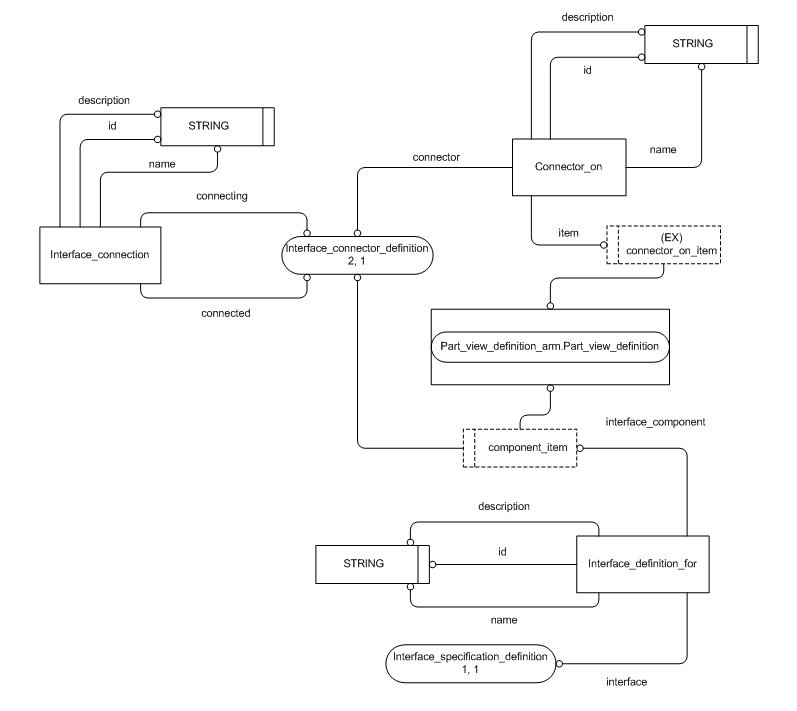 description
STRING
id
name
Connector_on
description
id
STRING
name
connector
connecting
Interface_connection
Interface_connector_definition
2, 1
connected
item
(EX)
connector_on_item
Part_view_definition_arm.Part_view_definition
interface_component
component_item
description
STRING
id
Interface_definition_for
name
Interface_specification_definition
1, 1
interface